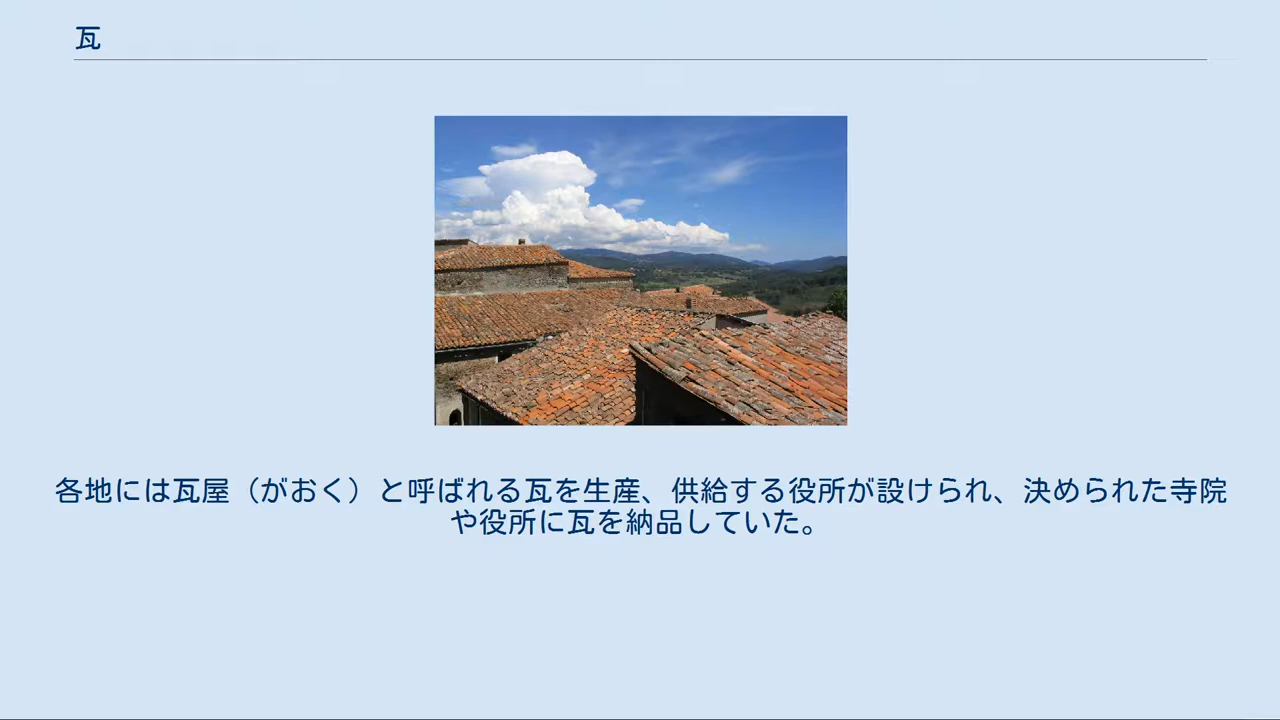 瓦
各地には瓦屋（がおく）と呼ばれる瓦を生産、供給する役所が設けられ、決められた寺院
や役所に瓦を納品していた。